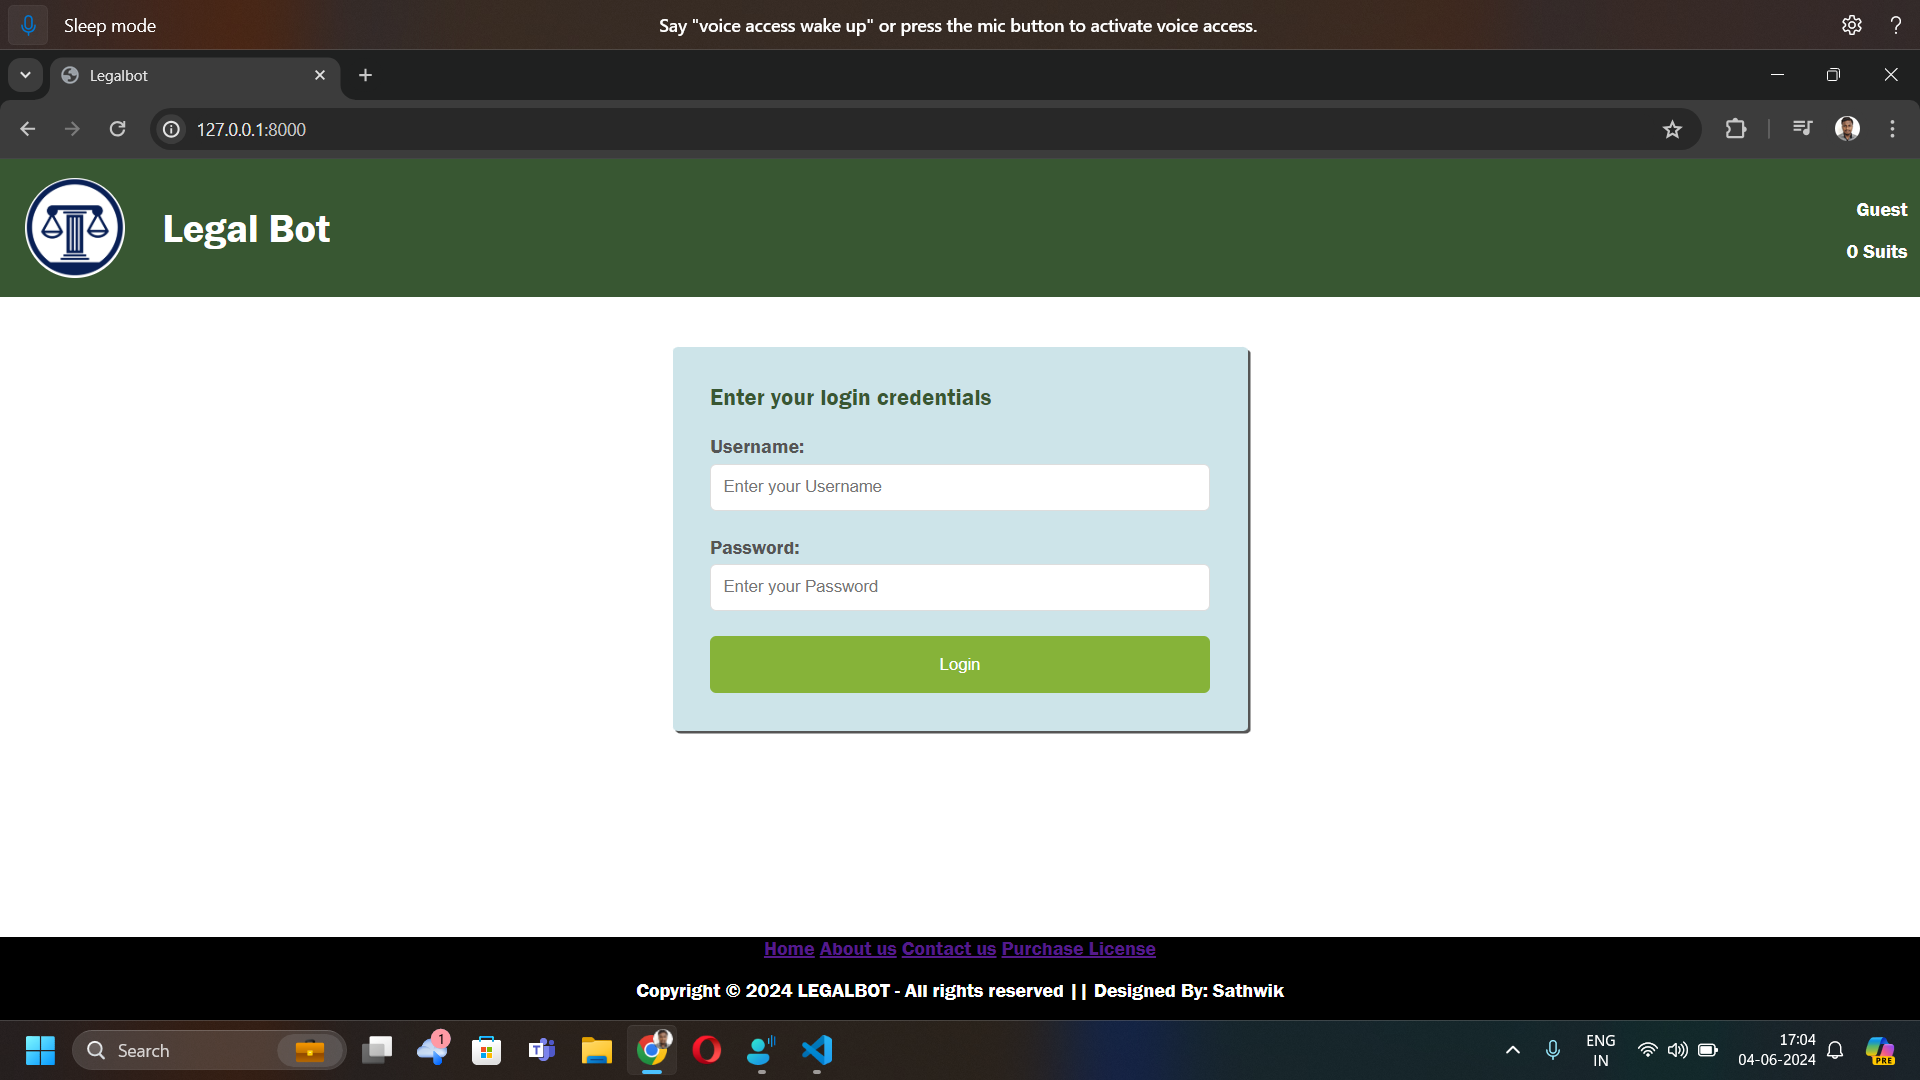 Sleep mode
Say "voice access wake up" or press the mic button to activate voice access.
Legalbot
127.0.0.1:8000
Legal Bot
Guest
0 Suits
Enter your login credentials
Username:
Enter your Username
Password:
Enter your Password
Login
Home About us Contact us Purchase License
Copyright © 2024 LEGALBOT - All rights reserved || Designed By: Sathwik
Search
1
T
ENG
IN
17:04
04-06-2024
PRE